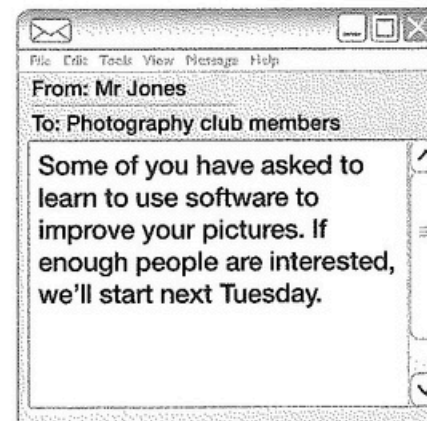 File Edit Tools View Message Help
From: Mr Jones
To: Photography club members
Some of you have asked to
learn to use software to
improve your pictures. If
enough people are interested,
we'll start next Tuesday.